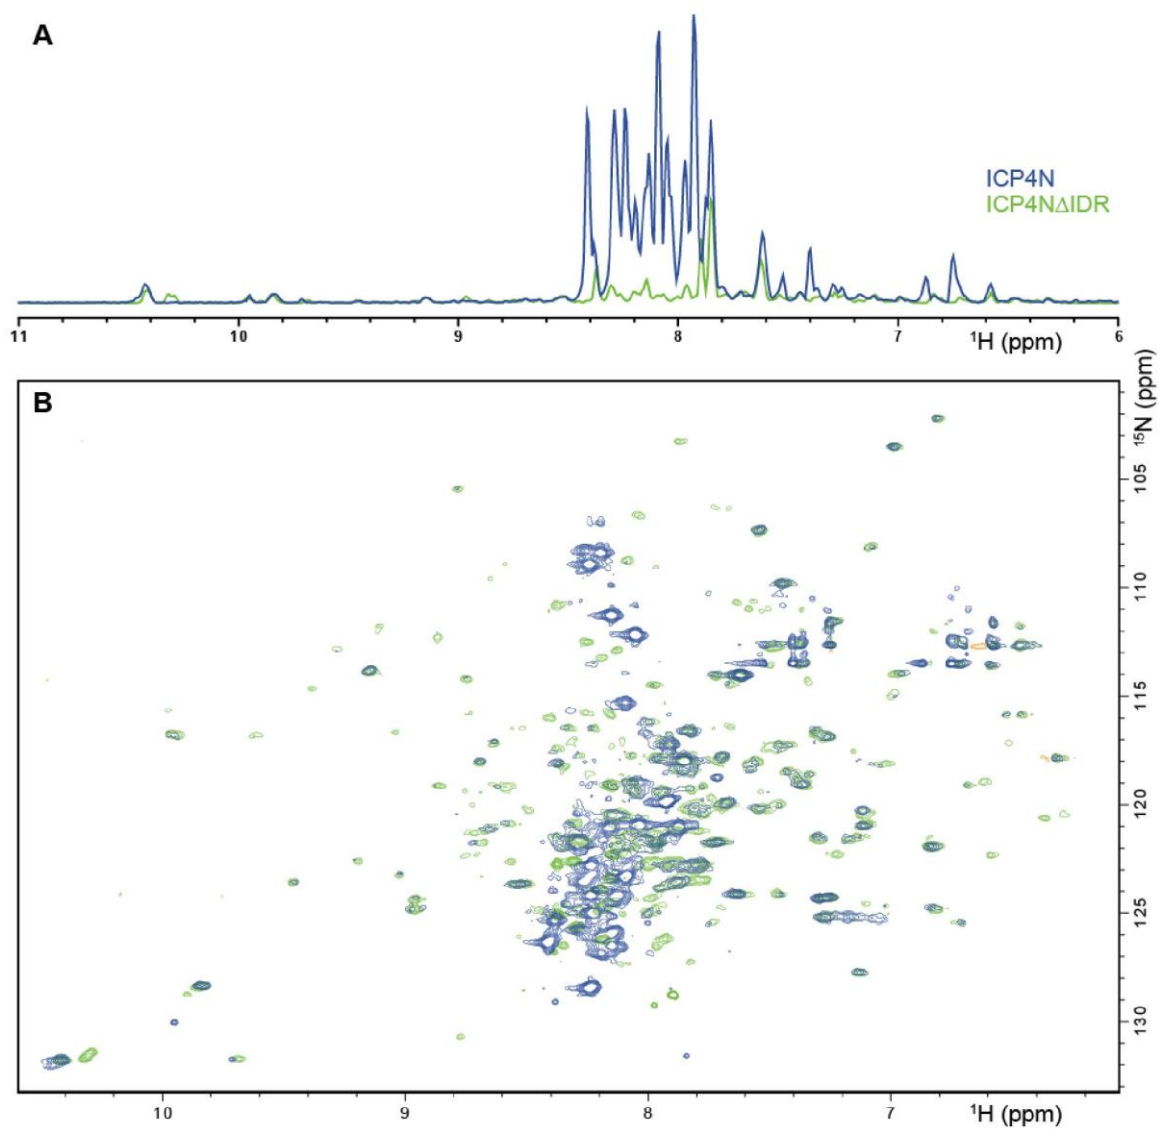 A
ICP4N
ICP4NΔIDR
11 10 9 8 7 6
¹H (ppm)
B
¹⁵N (ppm)
105
110
115
120
125
130
10 9 8 7
¹H (ppm)